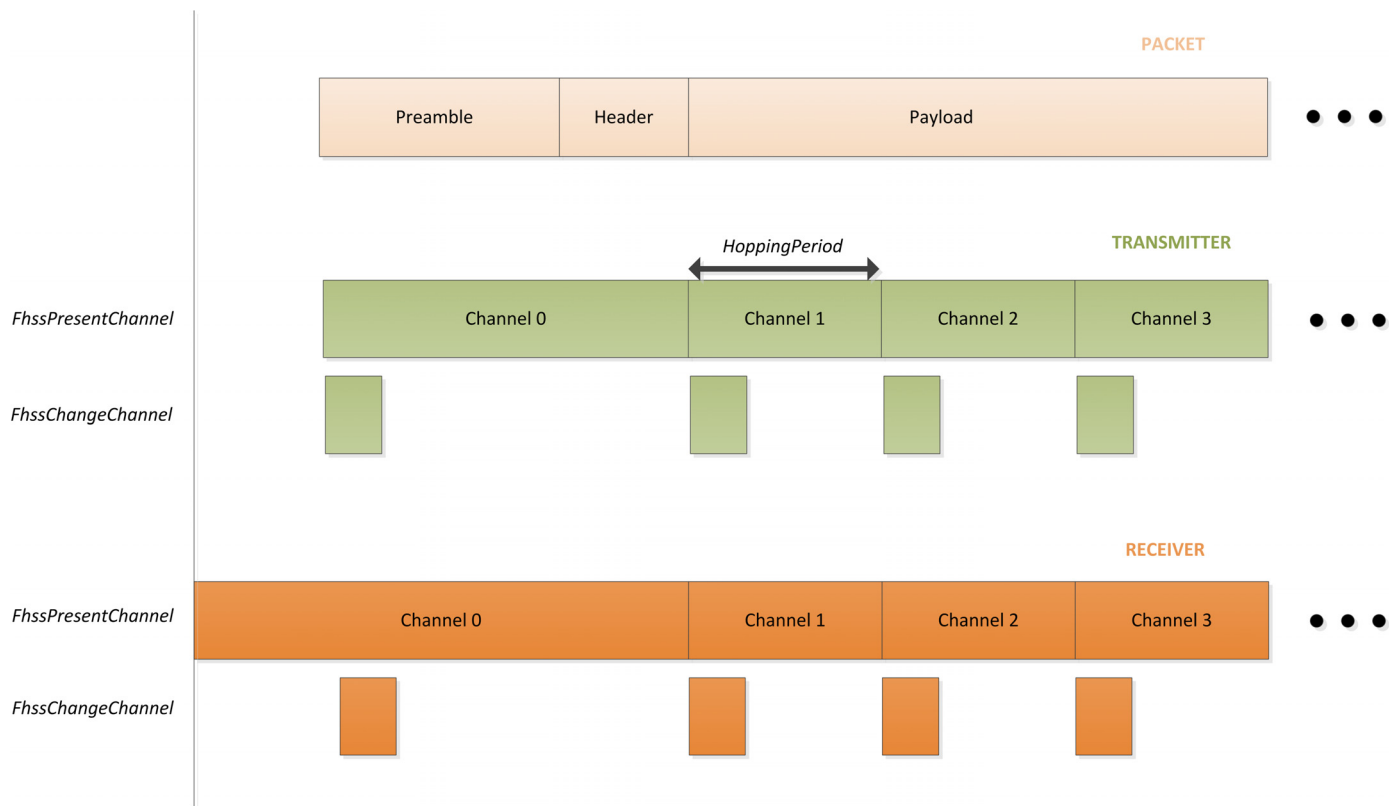 PACKET
Preamble
Header
Payload
HoppingPeriod
TRANSMITTER
FhssPresentChannel
Channel 0
Channel 1
Channel 2
Channel 3
FhssChangeChannel
RECEIVER
FhssPresentChannel
Channel 0
Channel 1
Channel 2
Channel 3
FhssChangeChannel